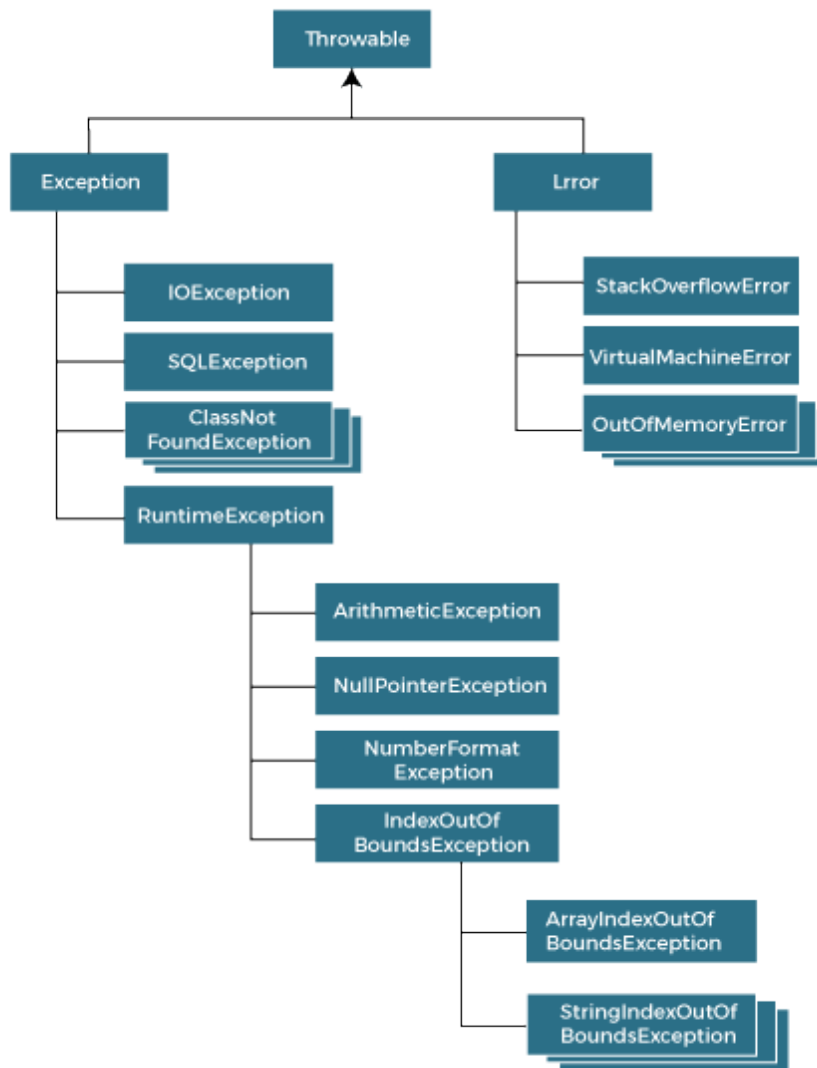 Throwable
Exception
Lrror
IOException
SQLException
ClassNot
FoundException
RuntimeException
StackOverflowError
VirtualMachineError
OutOfMemoryError
ArithmeticException
NullPointerException
NumberFormat
Exception
IndexOutOf
BoundsException
ArrayIndexOutOf
BoundsException
StringIndexOutOf
BoundsException